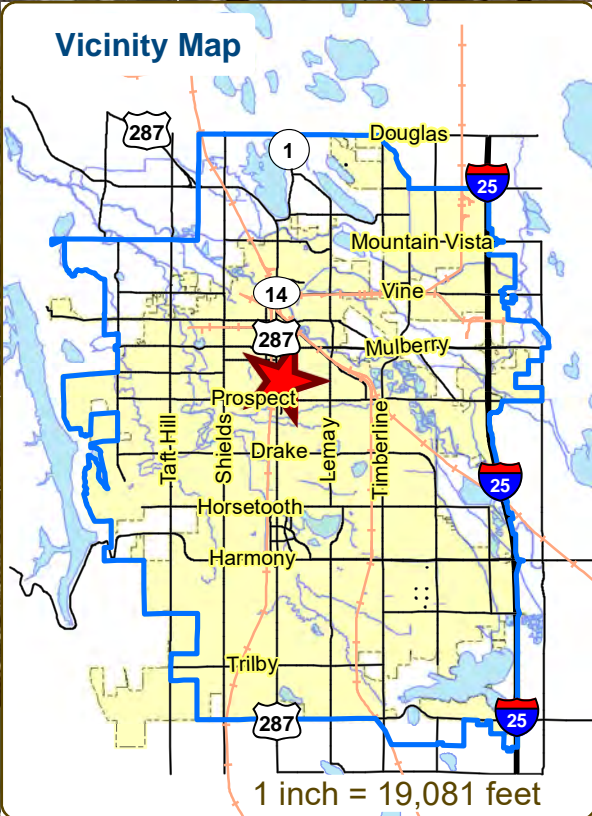 Vicinity Map
287
1
Douglas
25
Mountain Vista
14
Vine
287
Mulberry
Prospect
Taft-Hill
Shields
Drake
Lemay
Timberline
25
Horsetooth
Harmony
Trilby
287
25
1 inch = 19,081 feet